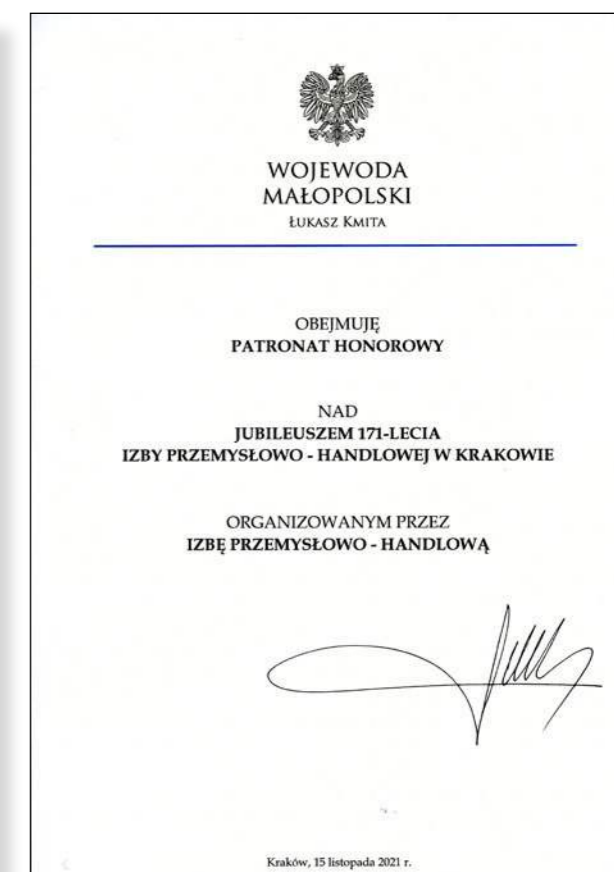 WOJEWODA
MAŁOPOLSKI
ŁUKASZ KMITA
OBEJMUJĘ
PATRONAT HONOROWY
NAD
JUBILEUSZEM 171-LECIA
IZBY PRZEMYSŁOWO - HANDLOWEJ W KRAKOWIE
ORGANIZOWANYM PRZEZ
IZBĘ PRZEMYSŁOWO - HANDLOWĄ
Kraków, 15 listopada 2021 r.